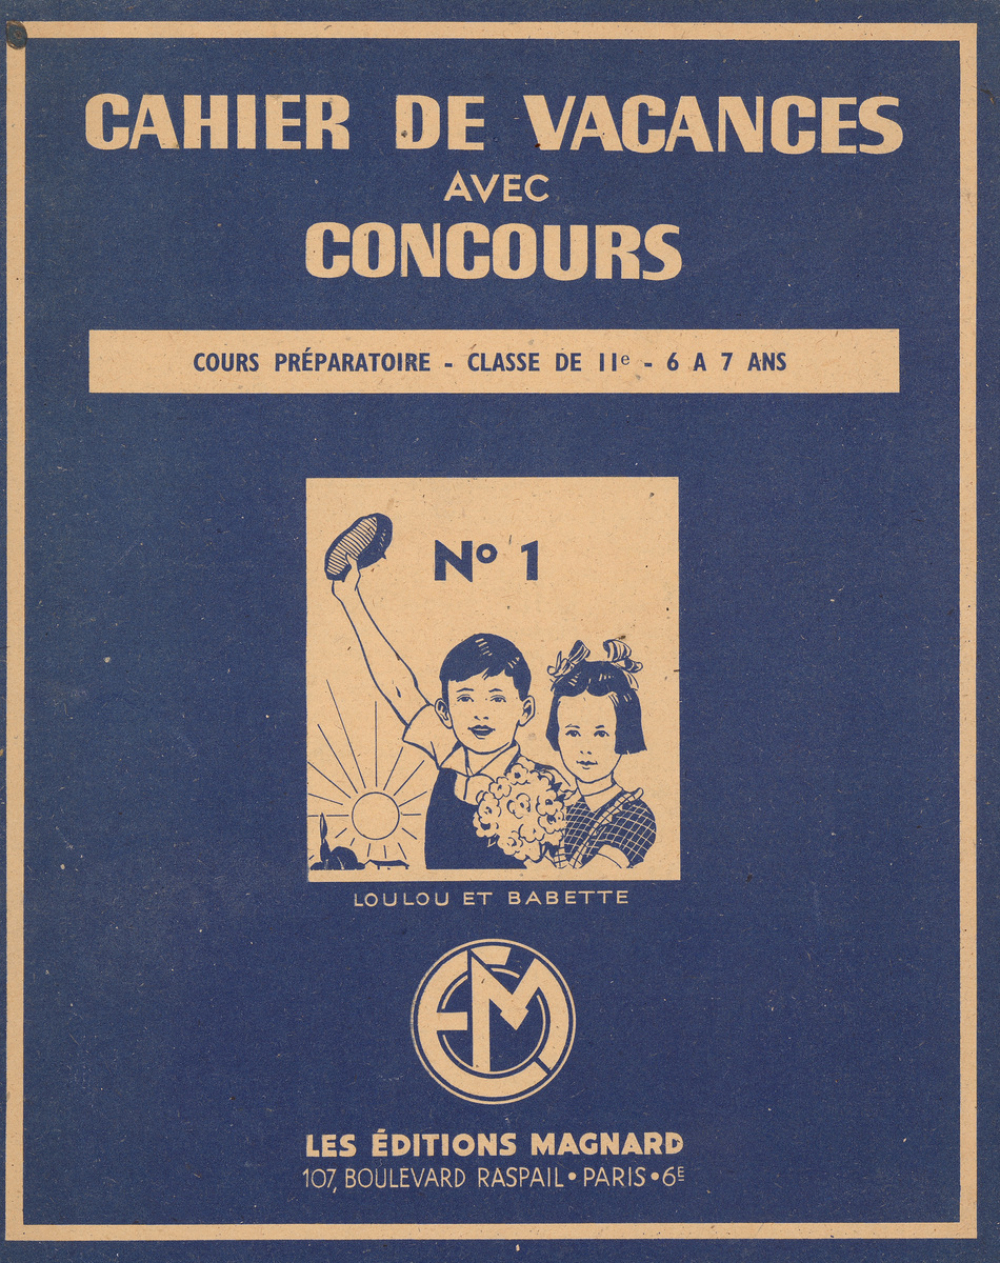 CAHIER DE VACANCES
AVEC
CONCOURS
COURS PRÉPARATOIRE - CLASSE DE 11e - 6 A 7 ANS
Nº 1
LOULOU ET BABETTE
EM
LES ÉDITIONS MAGNARD
107, BOULEVARD RASPAIL • PARIS • 6E